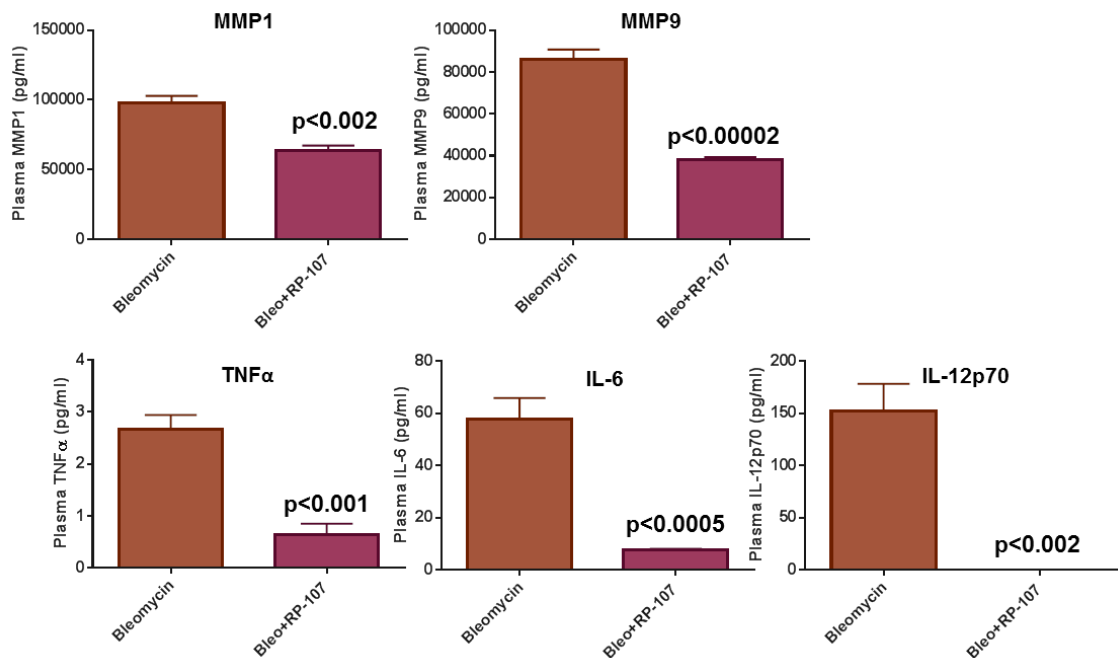 MMP1
Plasma MMP1 (pg/ml)
150000
100000
50000
0
p<0.002
Bleomycin
Bleo+RP-107
MMP9
Plasma MMP9 (pg/ml)
100000
80000
60000
40000
20000
0
p<0.00002
Bleomycin
Bleo+RP-107
TNFα
Plasma TNFα (pg/ml)
4
3
2
1
0
p<0.001
Bleomycin
Bleo+RP-107
IL-6
Plasma IL-6 (pg/ml)
80
60
40
20
0
p<0.0005
Bleomycin
Bleo+RP-107
IL-12p70
Plasma IL-12p70 (pg/ml)
200
150
100
50
0
p<0.002
Bleomycin
Bleo+RP-107